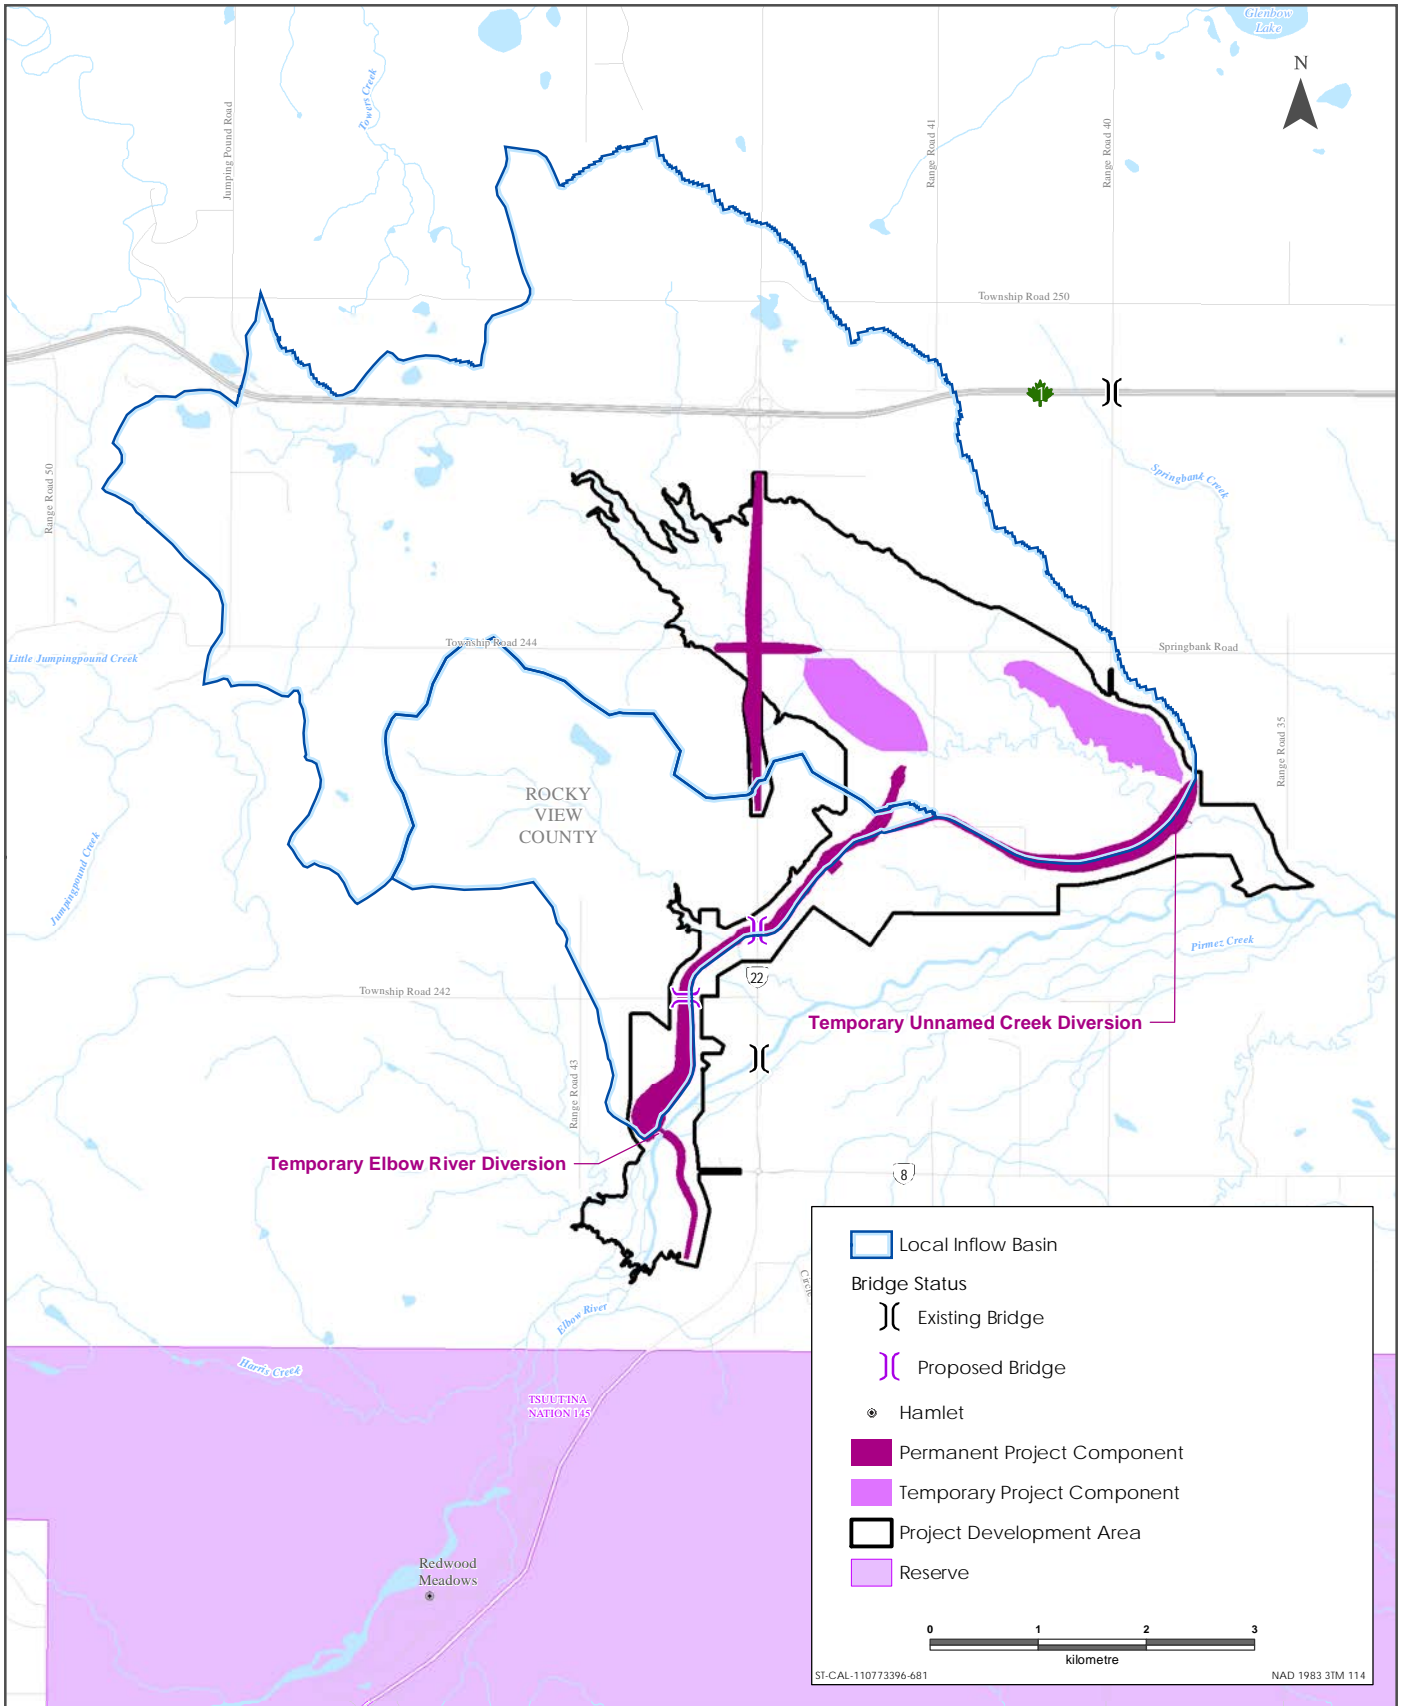 Glenbow
Lake
N
Towers Creek
Jumping Pound Road
Range Road 41
Range Road 40
Township Road 250
1
Range Road 50
Springbank Creek
Township Road 244
Springbank Road
Little Jumpingpound Creek
Range Road 35
ROCKY
VIEW
COUNTY
Jumpingpound Creek
Pirmez Creek
22
Township Road 242
Temporary Unnamed Creek Diversion
Range Road 43
Temporary Elbow River Diversion
8
Elbow River
Harris Creek
TSUUT'INA
NATION 145
Redwood
Meadows
Local Inflow Basin
Bridge Status
Existing Bridge
Proposed Bridge
Hamlet
Permanent Project Component
Temporary Project Component
Project Development Area
Reserve
0 1 2 3
kilometre
ST-CAL-110773396-681
NAD 1983 3TM 114